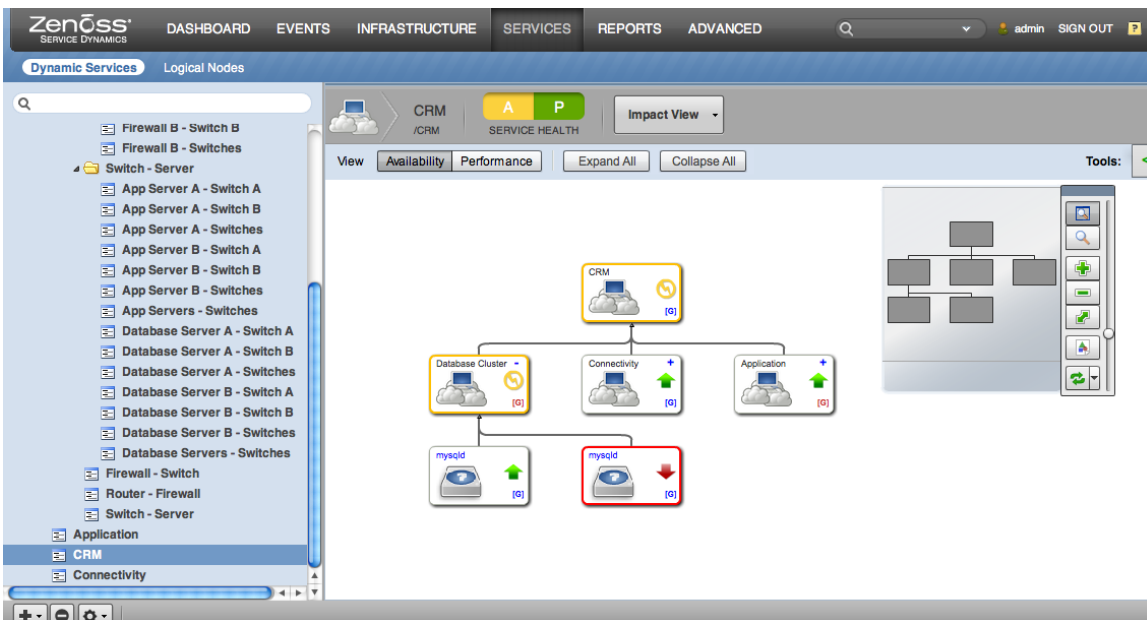 Zenoss
SERVICE DYNAMICS
DASHBOARD EVENTS INFRASTRUCTURE SERVICES REPORTS ADVANCED
admin SIGN OUT ?
Dynamic Services Logical Nodes
Firewall B - Switch B
Firewall B - Switches
Switch - Server
App Server A - Switch A
App Server A - Switch B
App Server A - Switches
App Server B - Switch A
App Server B - Switch B
App Server B - Switches
App Servers - Switches
Database Server A - Switch A
Database Server A - Switch B
Database Server A - Switches
Database Server B - Switch A
Database Server B - Switch B
Database Server B - Switches
Database Servers - Switches
Firewall - Switch
Router - Firewall
Switch - Server
Application
CRM
Connectivity
CRM
/CRM
A P
SERVICE HEALTH
Impact View
View Availability Performance Expand All Collapse All Tools:
CRM
[G]
Database Cluster -
[G]
Connectivity +
[G]
Application +
[G]
mysqld
?
[G]
mysqld
?
[G]